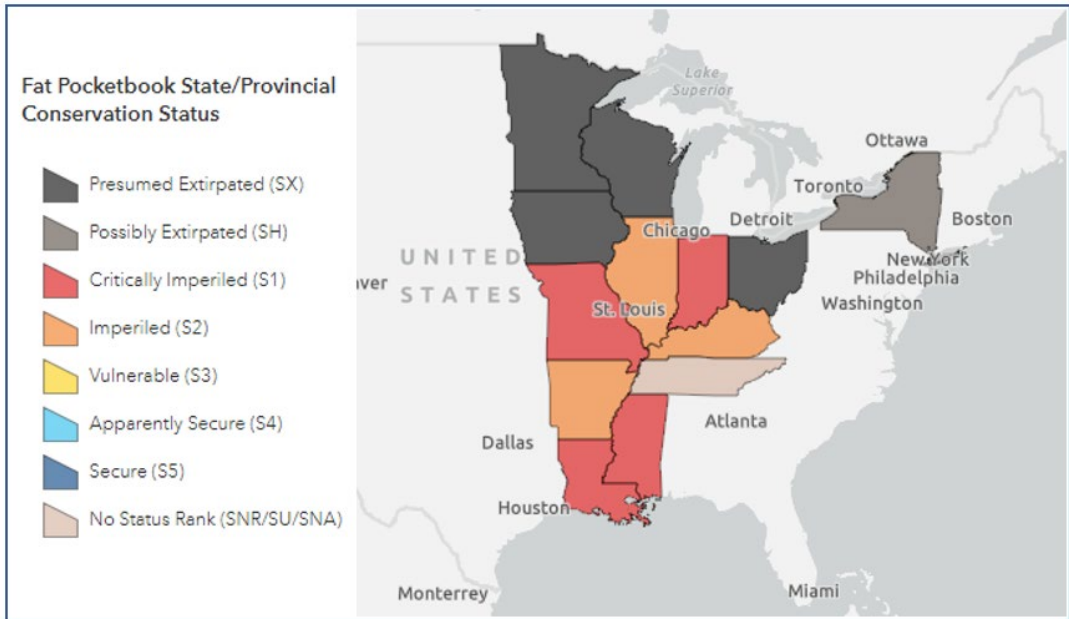 Fat Pocketbook State/Provincial
Conservation Status
Presumed Extirpated (SX)
Possibly Extirpated (SH)
Critically Imperiled (S1)
Imperiled (S2)
Vulnerable (S3)
Apparently Secure (S4)
Secure (S5)
No Status Rank (SNR/SU/SNA)
Lake
Superior
Ottawa
Toronto
Detroit
Chicago
Boston
UNITED
STATES
New York
Philadelphia
Washington
ver
St. Louis
Atlanta
Dallas
Houston
Monterrey
Miami